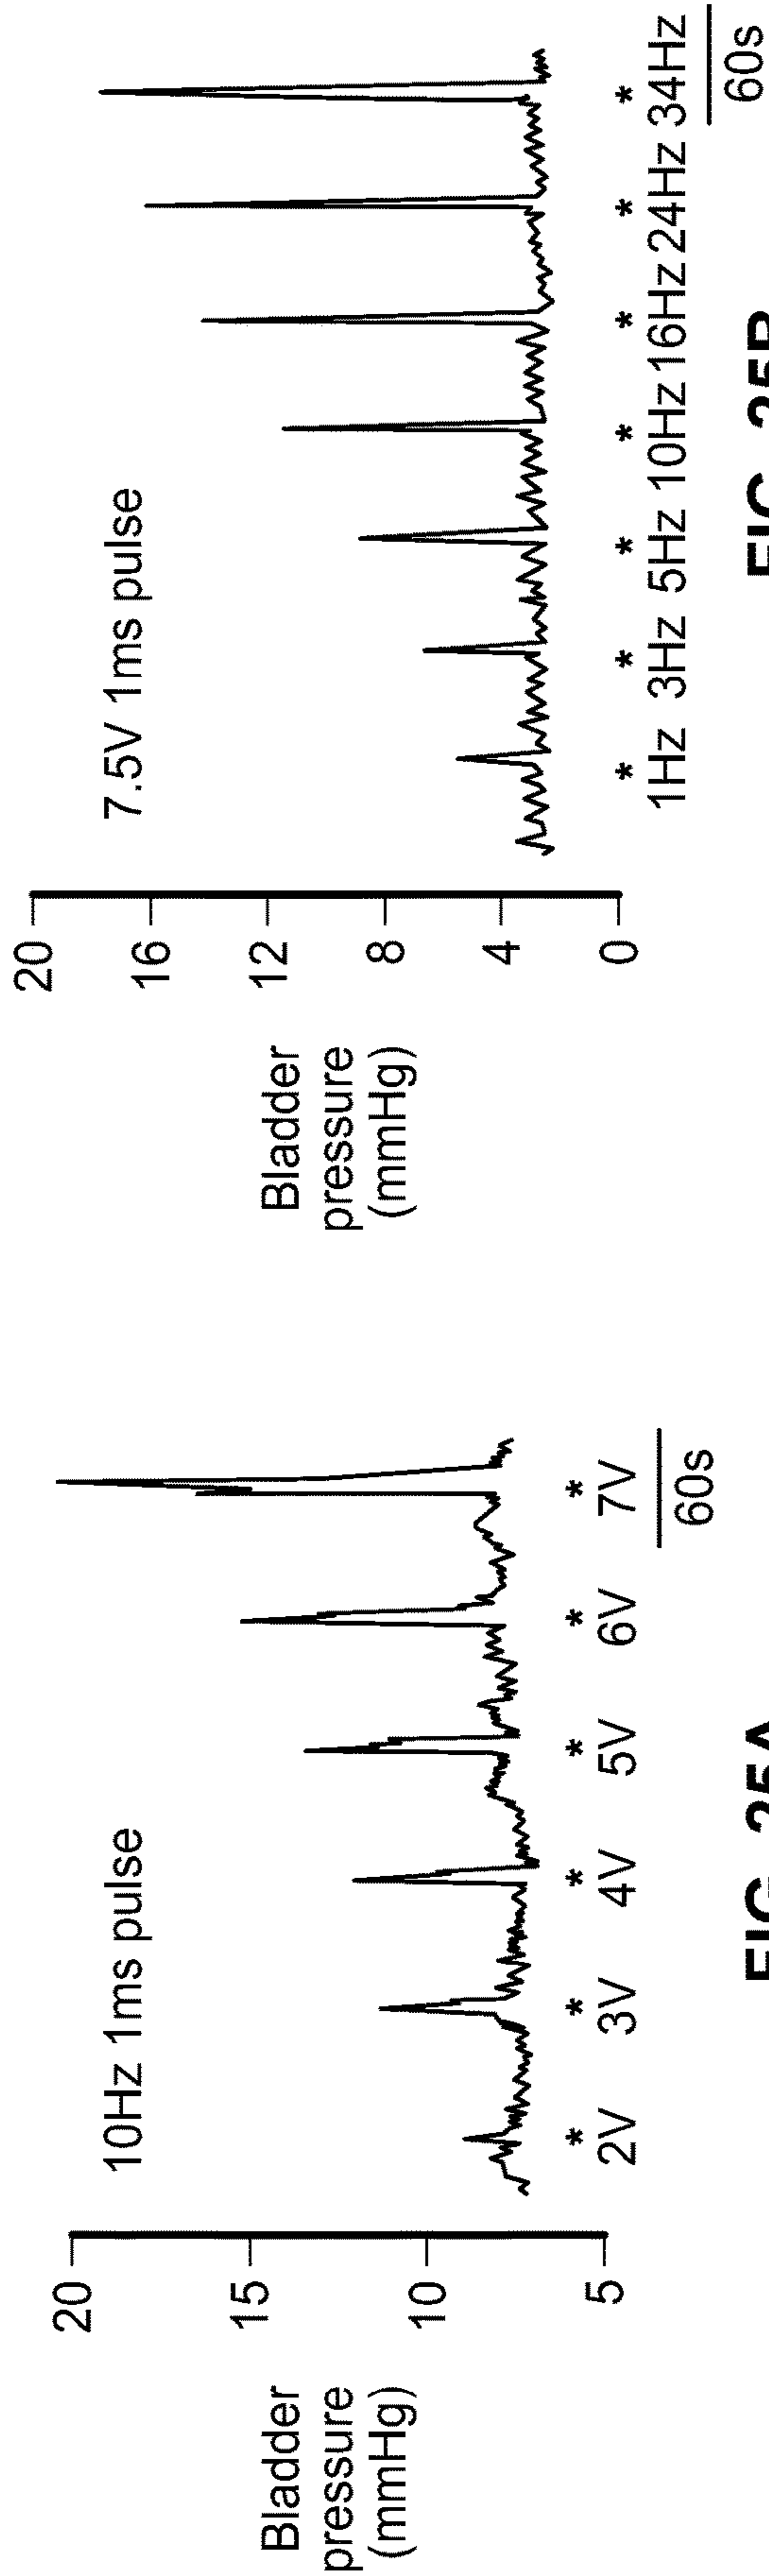 10Hz 1ms pulse
Bladder
pressure
(mmHg)
20
15
10
5
* * * * * *
2V 3V 4V 5V 6V 7V
60s
FIG. 25A
7.5V 1ms pulse
Bladder
pressure
(mmHg)
20
16
12
8
4
0
* * * * * * *
1Hz 3Hz 5Hz 10Hz 16Hz 24Hz 34Hz
60s
FIG. 25B